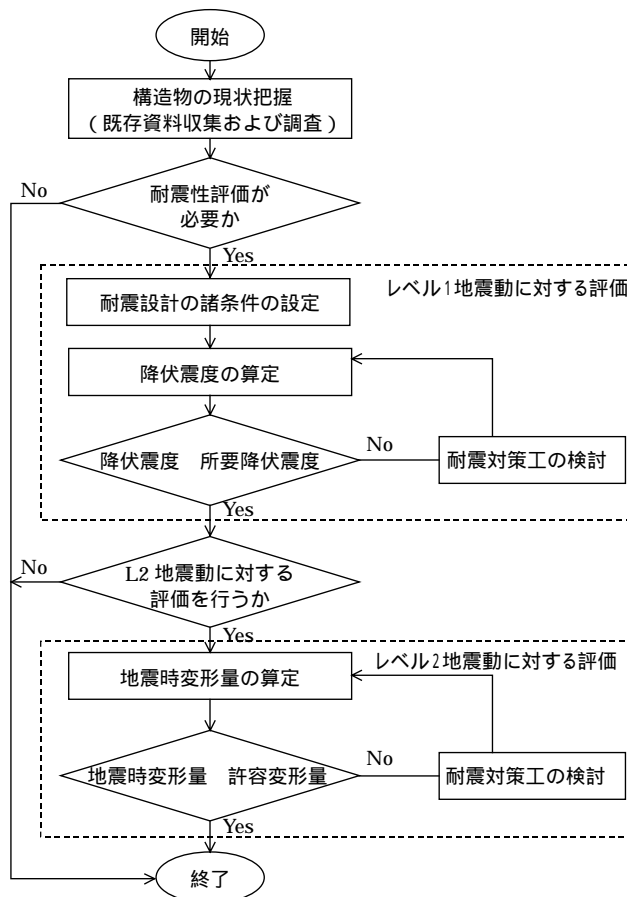 開始
構造物の現状把握
（既存資料収集および調査）
No
耐震性評価が
必要か
Yes
レベル1地震動に対する評価
耐震設計の諸条件の設定
降伏震度の算定
降伏震度　所要降伏震度
No
耐震対策工の検討
Yes
No
L2 地震動に対する
評価を行うか
Yes
レベル2地震動に対する評価
地震時変形量の算定
地震時変形量　許容変形量
No
耐震対策工の検討
Yes
終了